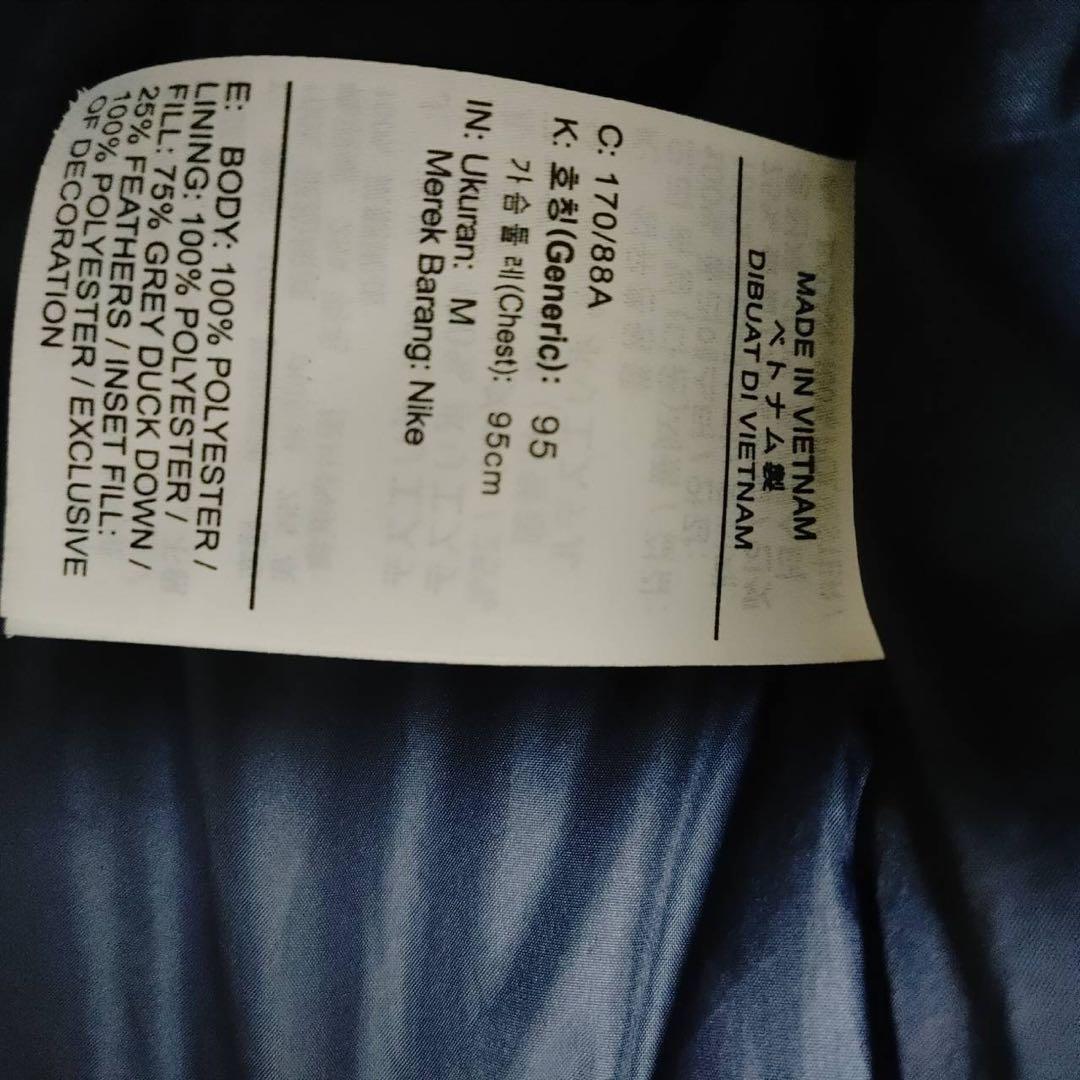 MADE IN VIETNAM
ベトナム製
DIBUAT DI VIETNAM
C: 170/88A
K: 호칭(Generic): 95
가슴둘레(Chest): 95cm
IN: Ukuran: M
Merek Barang: Nike
E: BODY: 100% POLYESTER /
LINING: 100% POLYESTER /
FILL: 75% GREY DUCK DOWN /
25% FEATHERS / INSET FILL:
100% POLYESTER / EXCLUSIVE
OF DECORATION